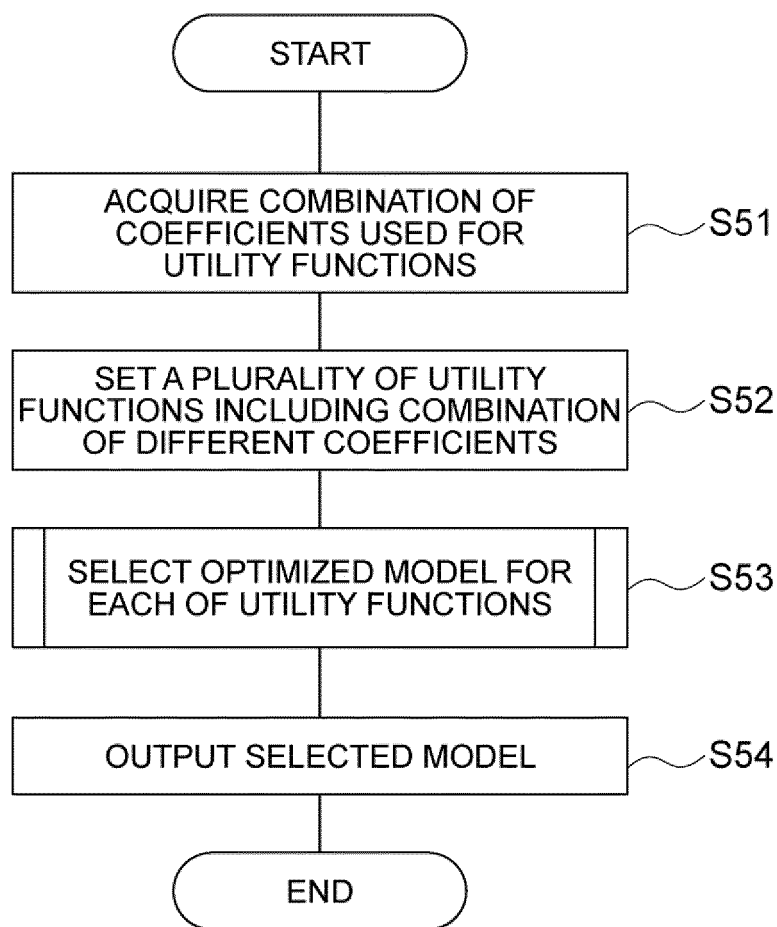 START
ACQUIRE COMBINATION OF
COEFFICIENTS USED FOR
UTILITY FUNCTIONS
S51
SET A PLURALITY OF UTILITY
FUNCTIONS INCLUDING COMBINATION
OF DIFFERENT COEFFICIENTS
S52
SELECT OPTIMIZED MODEL FOR
EACH OF UTILITY FUNCTIONS
S53
OUTPUT SELECTED MODEL
S54
END